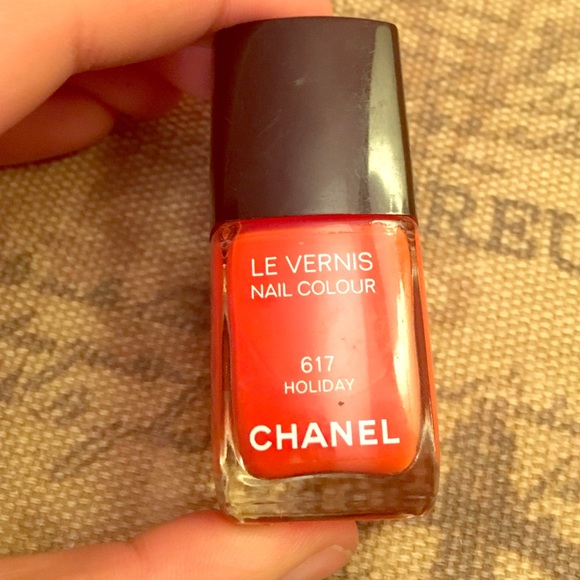 LE VERNIS
NAIL COLOUR
617
HOLIDAY
CHANEL